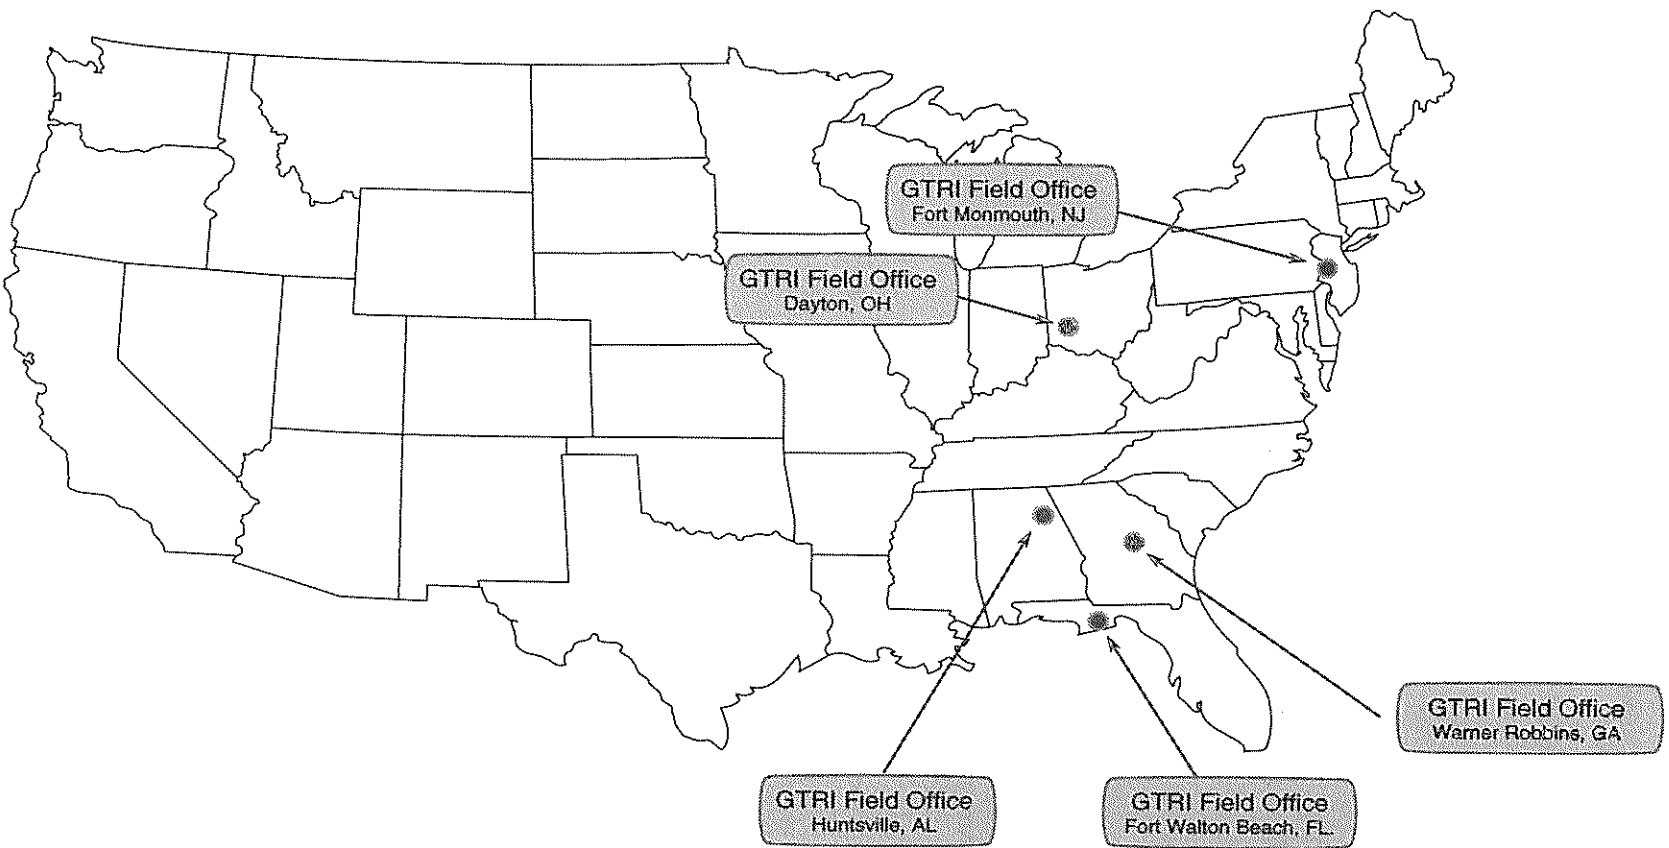 GTRI Field Office
Fort Monmouth, NJ
GTRI Field Office
Dayton, OH
GTRI Field Office
Warner Robbins, GA
GTRI Field Office
Huntsville, AL
GTRI Field Office
Fort Walton Beach, FL.